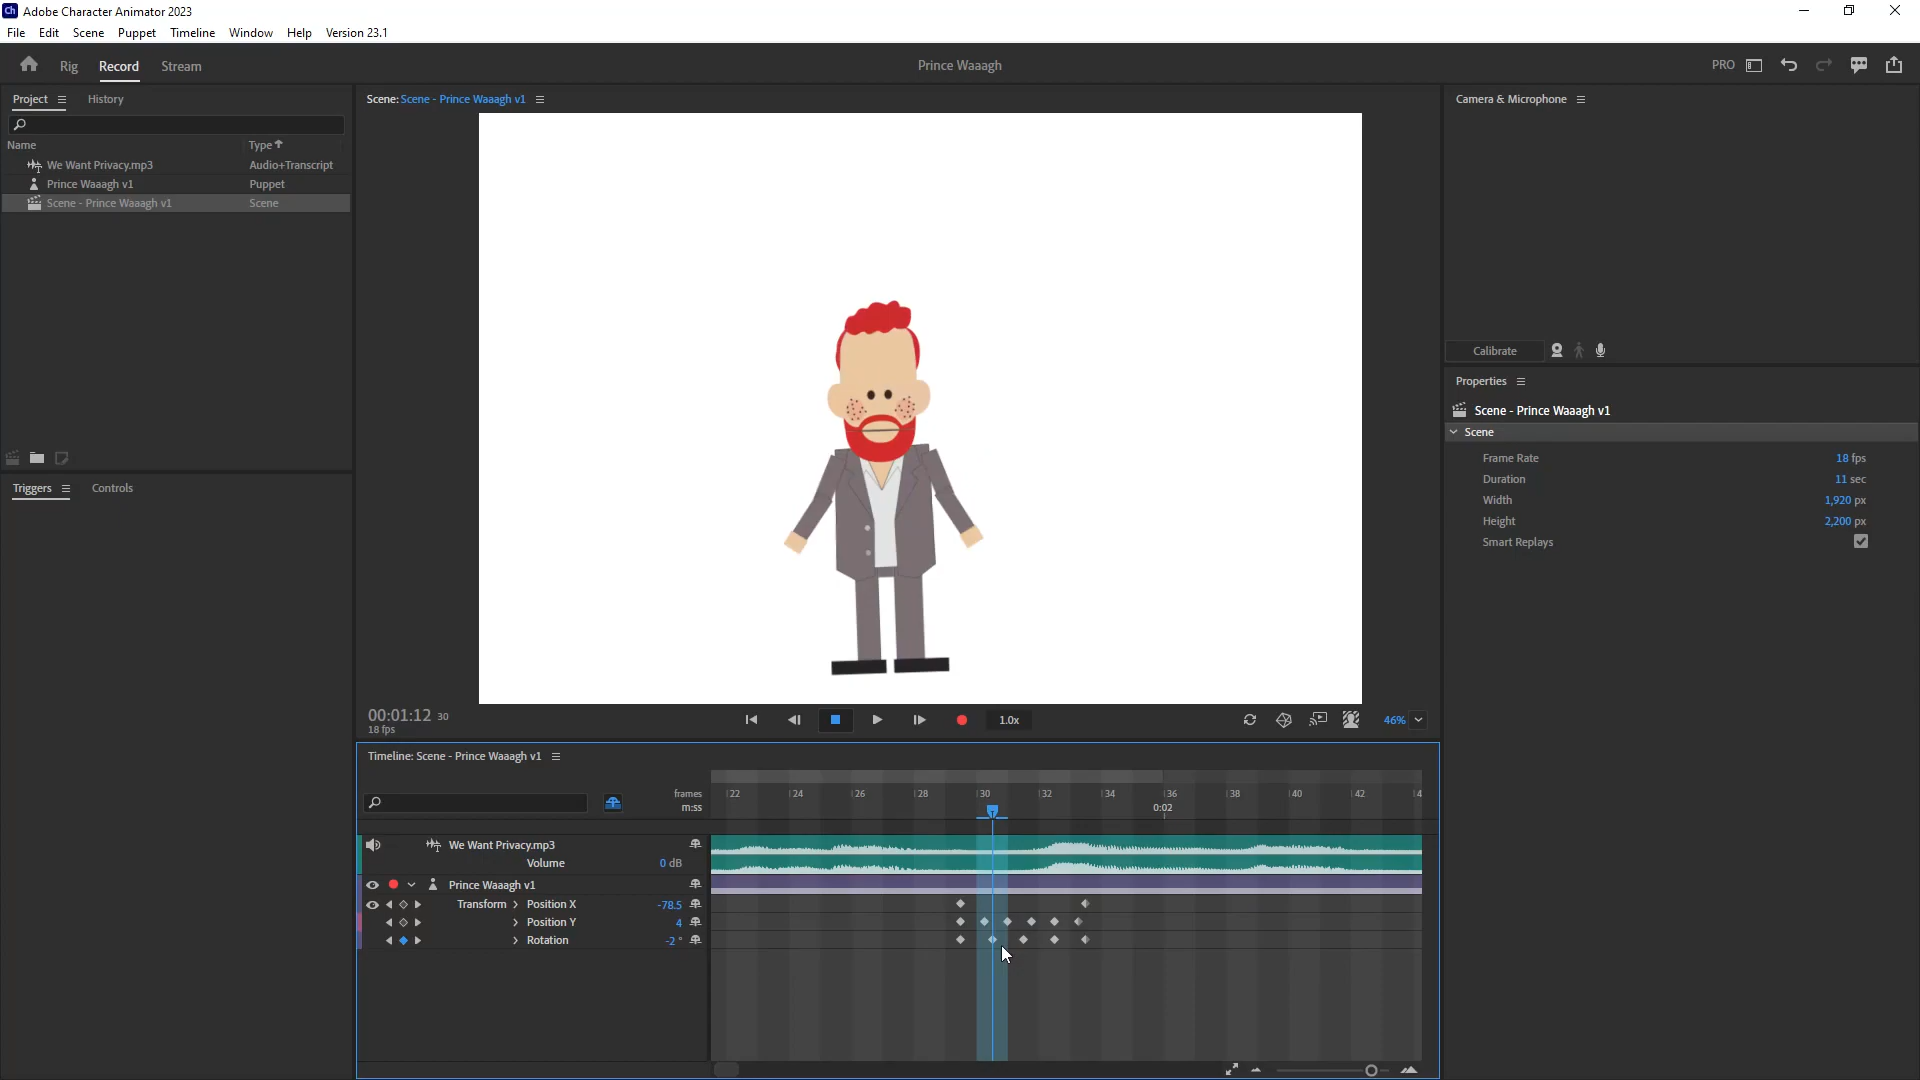 Ch Adobe Character Animator 2023
File Edit Scene Puppet Timeline Window Help Version 23.1
Rig Record Stream Prince Waaagh PRO
Project History
Scene: Scene - Prince Waaagh v1
Camera & Microphone
Name Type
We Want Privacy.mp3 Audio+Transcript
Prince Waaagh v1 Puppet
Scene - Prince Waaagh v1 Scene
Calibrate
Properties
Scene - Prince Waaagh v1
Scene
Frame Rate 18 fps
Duration 11 sec
Width 1,920 px
Height 2,200 px
Smart Replays
Triggers Controls
00:01:12 30
18 fps
1.0x
46%
Timeline: Scene - Prince Waaagh v1
frames 22 24 26 28 30 32 34 36 38 40 42 4
m:ss 0:02
We Want Privacy.mp3
Volume 0 dB
Prince Waaagh v1
Transform Position X -78.5
Position Y 4
Rotation -2 °